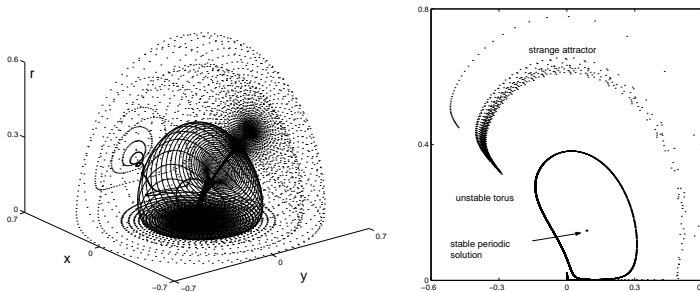 0.6
r
0.3
0
0.7
x
0
−0.7
−0.7
y
0
0.7
0.8
strange attractor
0.4
unstable torus
stable periodic
solution
0
−0.6
−0.3
0
0.3